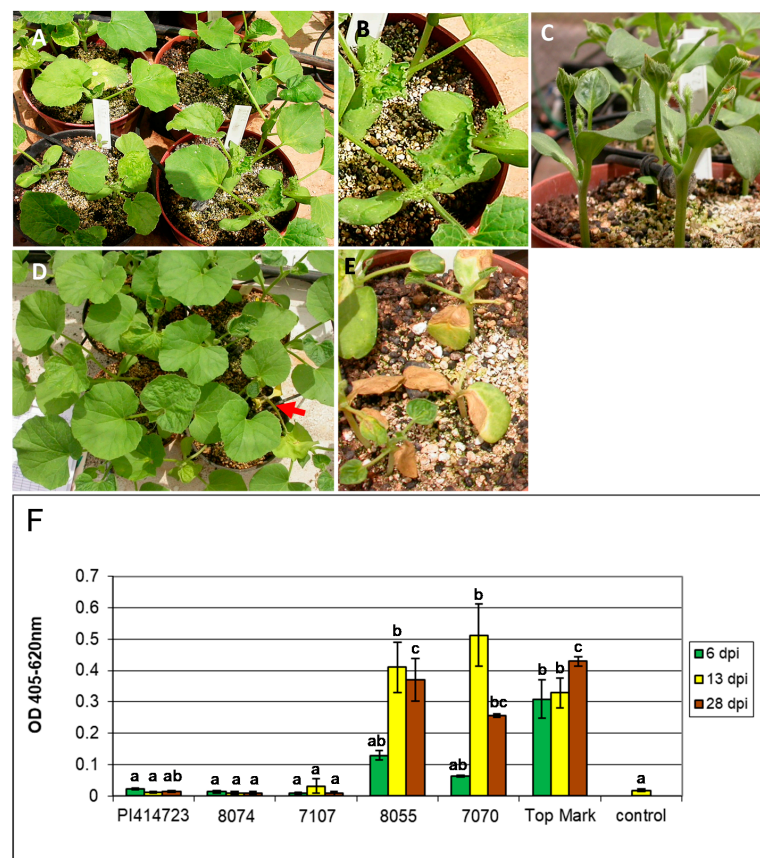 A
B
C
D
E
F
OD 405-620nm
0.7
0.6
0.5
0.4
0.3
0.2
0.1
0
a a ab
a a a
a a a
ab b c
ab b bc
b b c
a
PI414723 8074 7107 8055 7070 Top Mark control
6 dpi
13 dpi
28 dpi